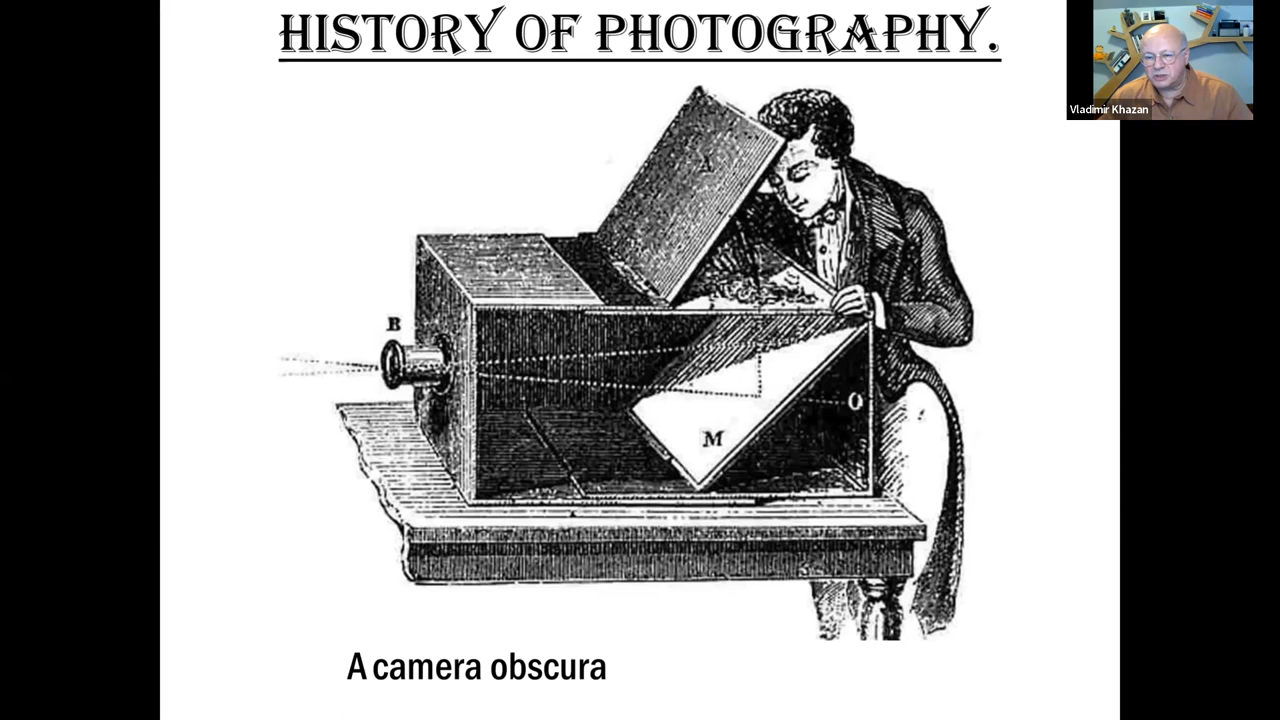 HISTORY OF PHOTOGRAPHY.
Vladimir Khazan
A
B
O
M
A camera obscura